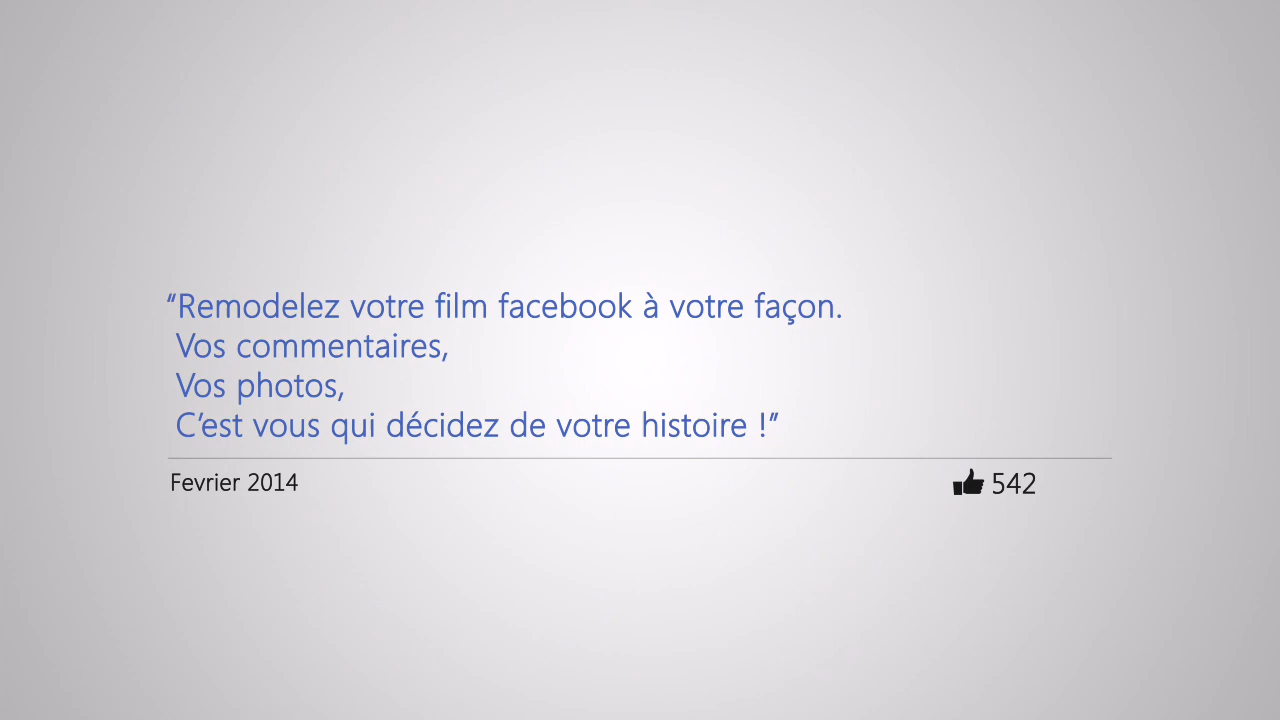 “Remodelez votre film facebook à votre façon.
Vos commentaires,
Vos photos,
C’est vous qui décidez de votre histoire !”
Fevrier 2014
542